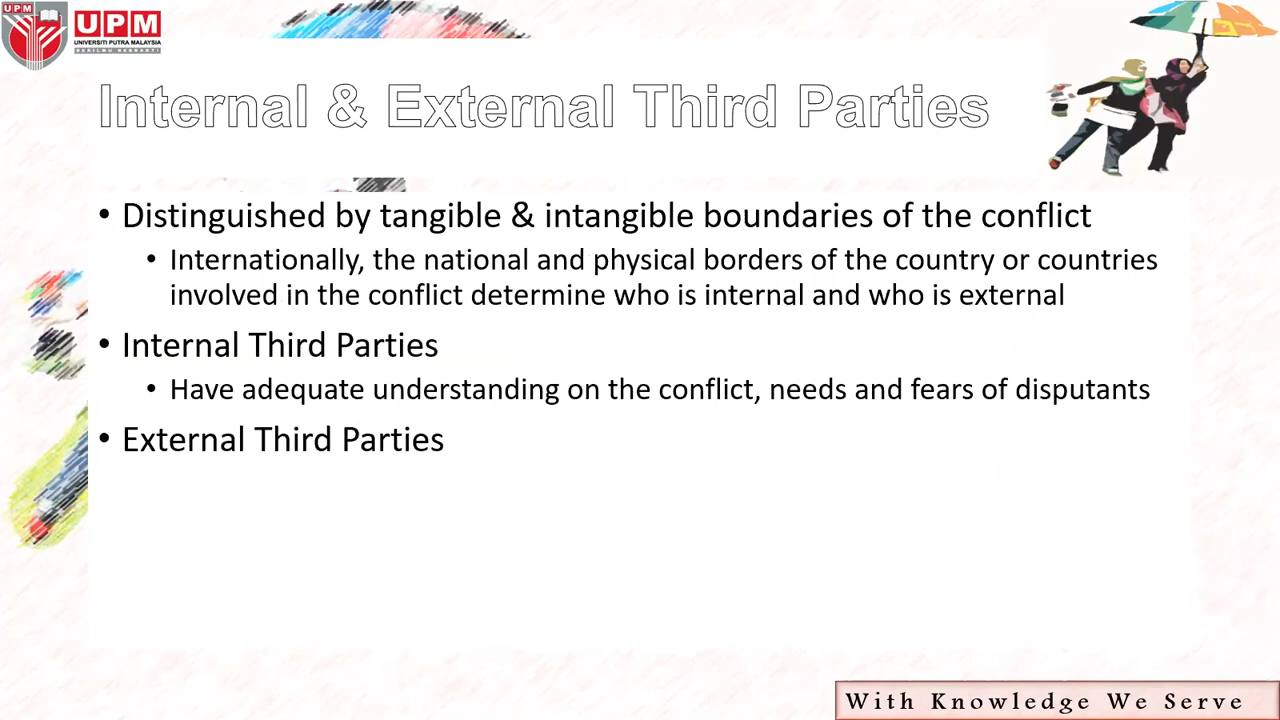 UPM
UPM
UNIVERSITI PUTRA MALAYSIA
BERILMU BERBAKTI
Internal & External Third Parties
• Distinguished by tangible & intangible boundaries of the conflict
• Internationally, the national and physical borders of the country or countries
involved in the conflict determine who is internal and who is external
• Internal Third Parties
• Have adequate understanding on the conflict, needs and fears of disputants
• External Third Parties
With Knowledge We Serve